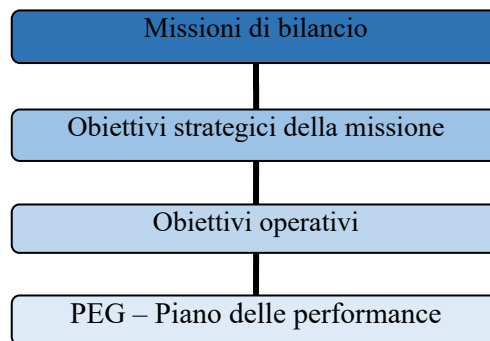 Missioni di bilancio
Obiettivi strategici della missione
Obiettivi operativi
PEG – Piano delle performance